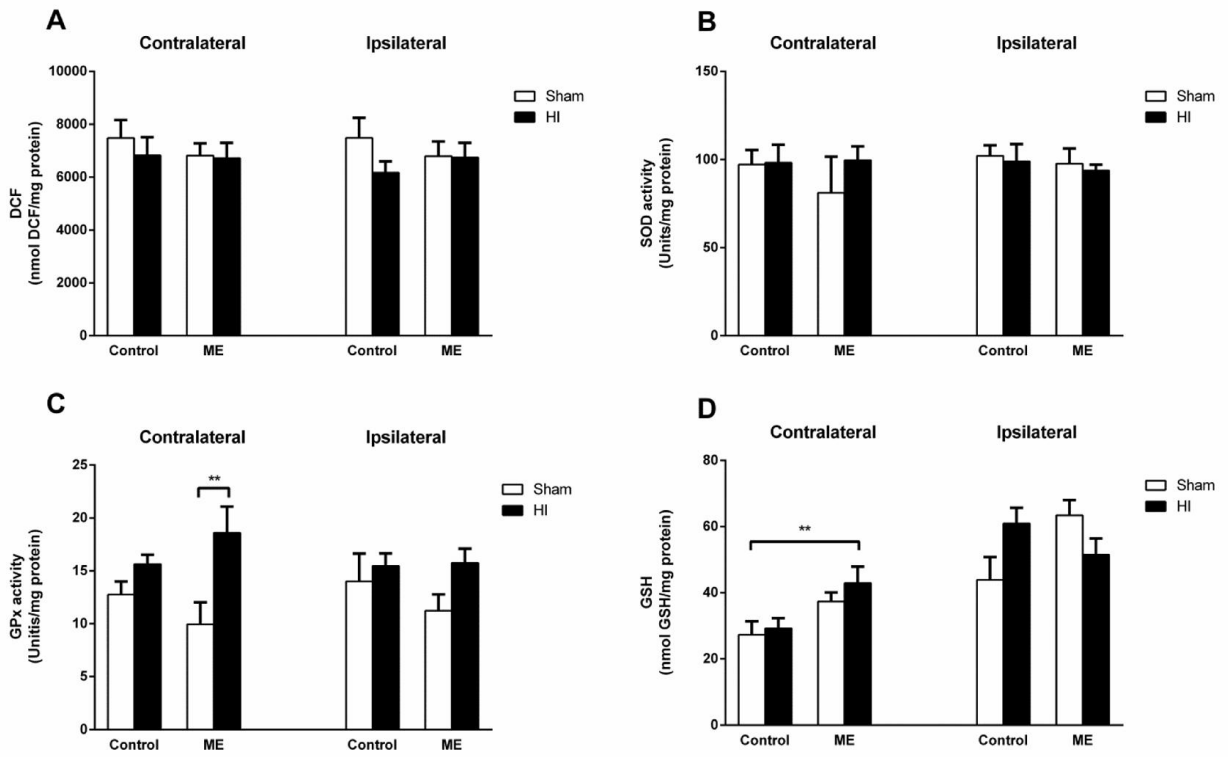 A
Contralateral Ipsilateral
DCF
(nmol DCF/mg protein)
10000
8000
6000
4000
2000
0
Sham
HI
Control ME Control ME
B
Contralateral Ipsilateral
SOD activity
(Units/mg protein)
150
100
50
0
Sham
HI
Control ME Control ME
C
Contralateral Ipsilateral
GPx activity
(Unitis/mg protein)
25
20
15
10
5
0
**
Sham
HI
Control ME Control ME
D
Contralateral Ipsilateral
GSH
(nmol GSH/mg protein)
80
60
40
20
0
**
Sham
HI
Control ME Control ME